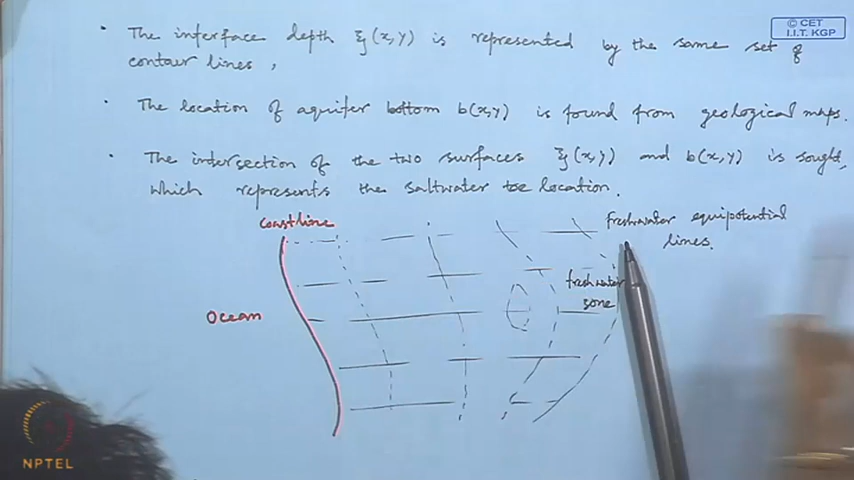 © CET
I.I.T. KGP
· The interface depth ξ(x,y) is represented by the same set of
contour lines,
· The location of aquifer bottom b(x,y) is found from geological maps.
· The intersection of the two surfaces ξ(x,y) and b(x,y) is sought,
which represents the saltwater toe location.
coastline
freshwater equipotential
lines.
freshwater
zone
Ocean
NPTEL